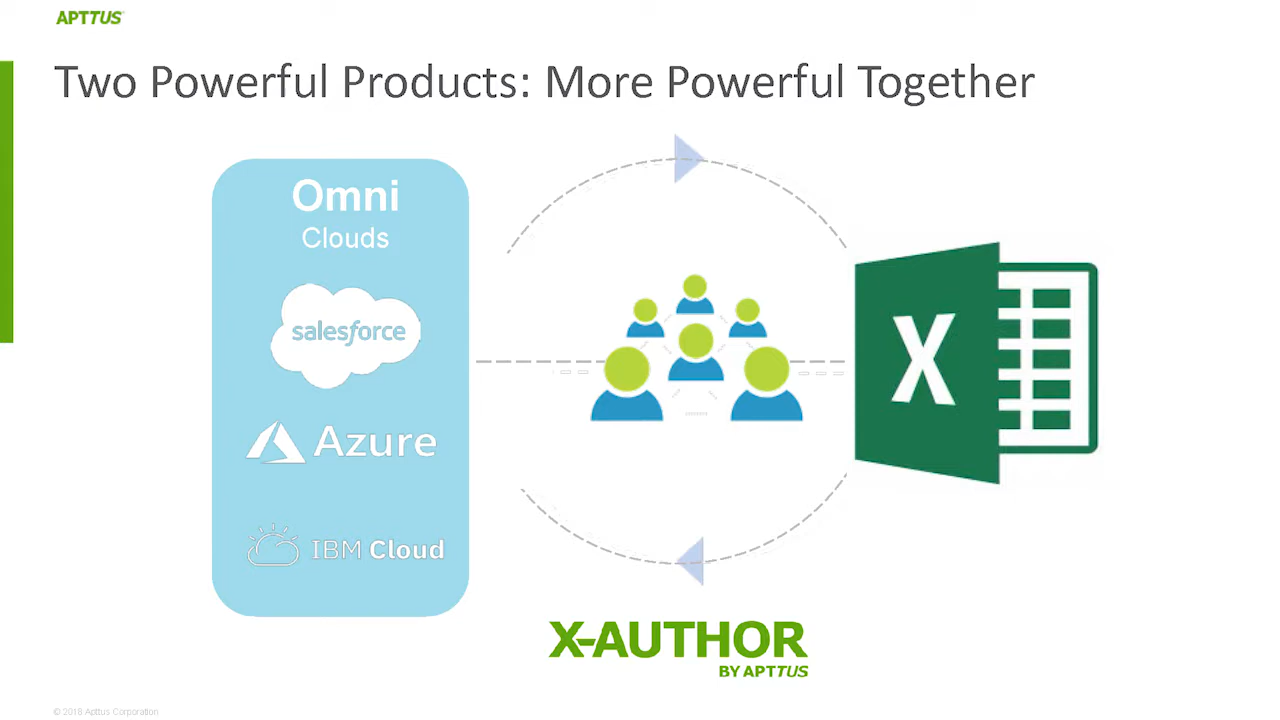 APTTUS
Two Powerful Products: More Powerful Together
Omni
Clouds
salesforce
Azure
IBM Cloud
X
X-AUTHOR
BY APTTUS
© 2018 Apttus Corporation